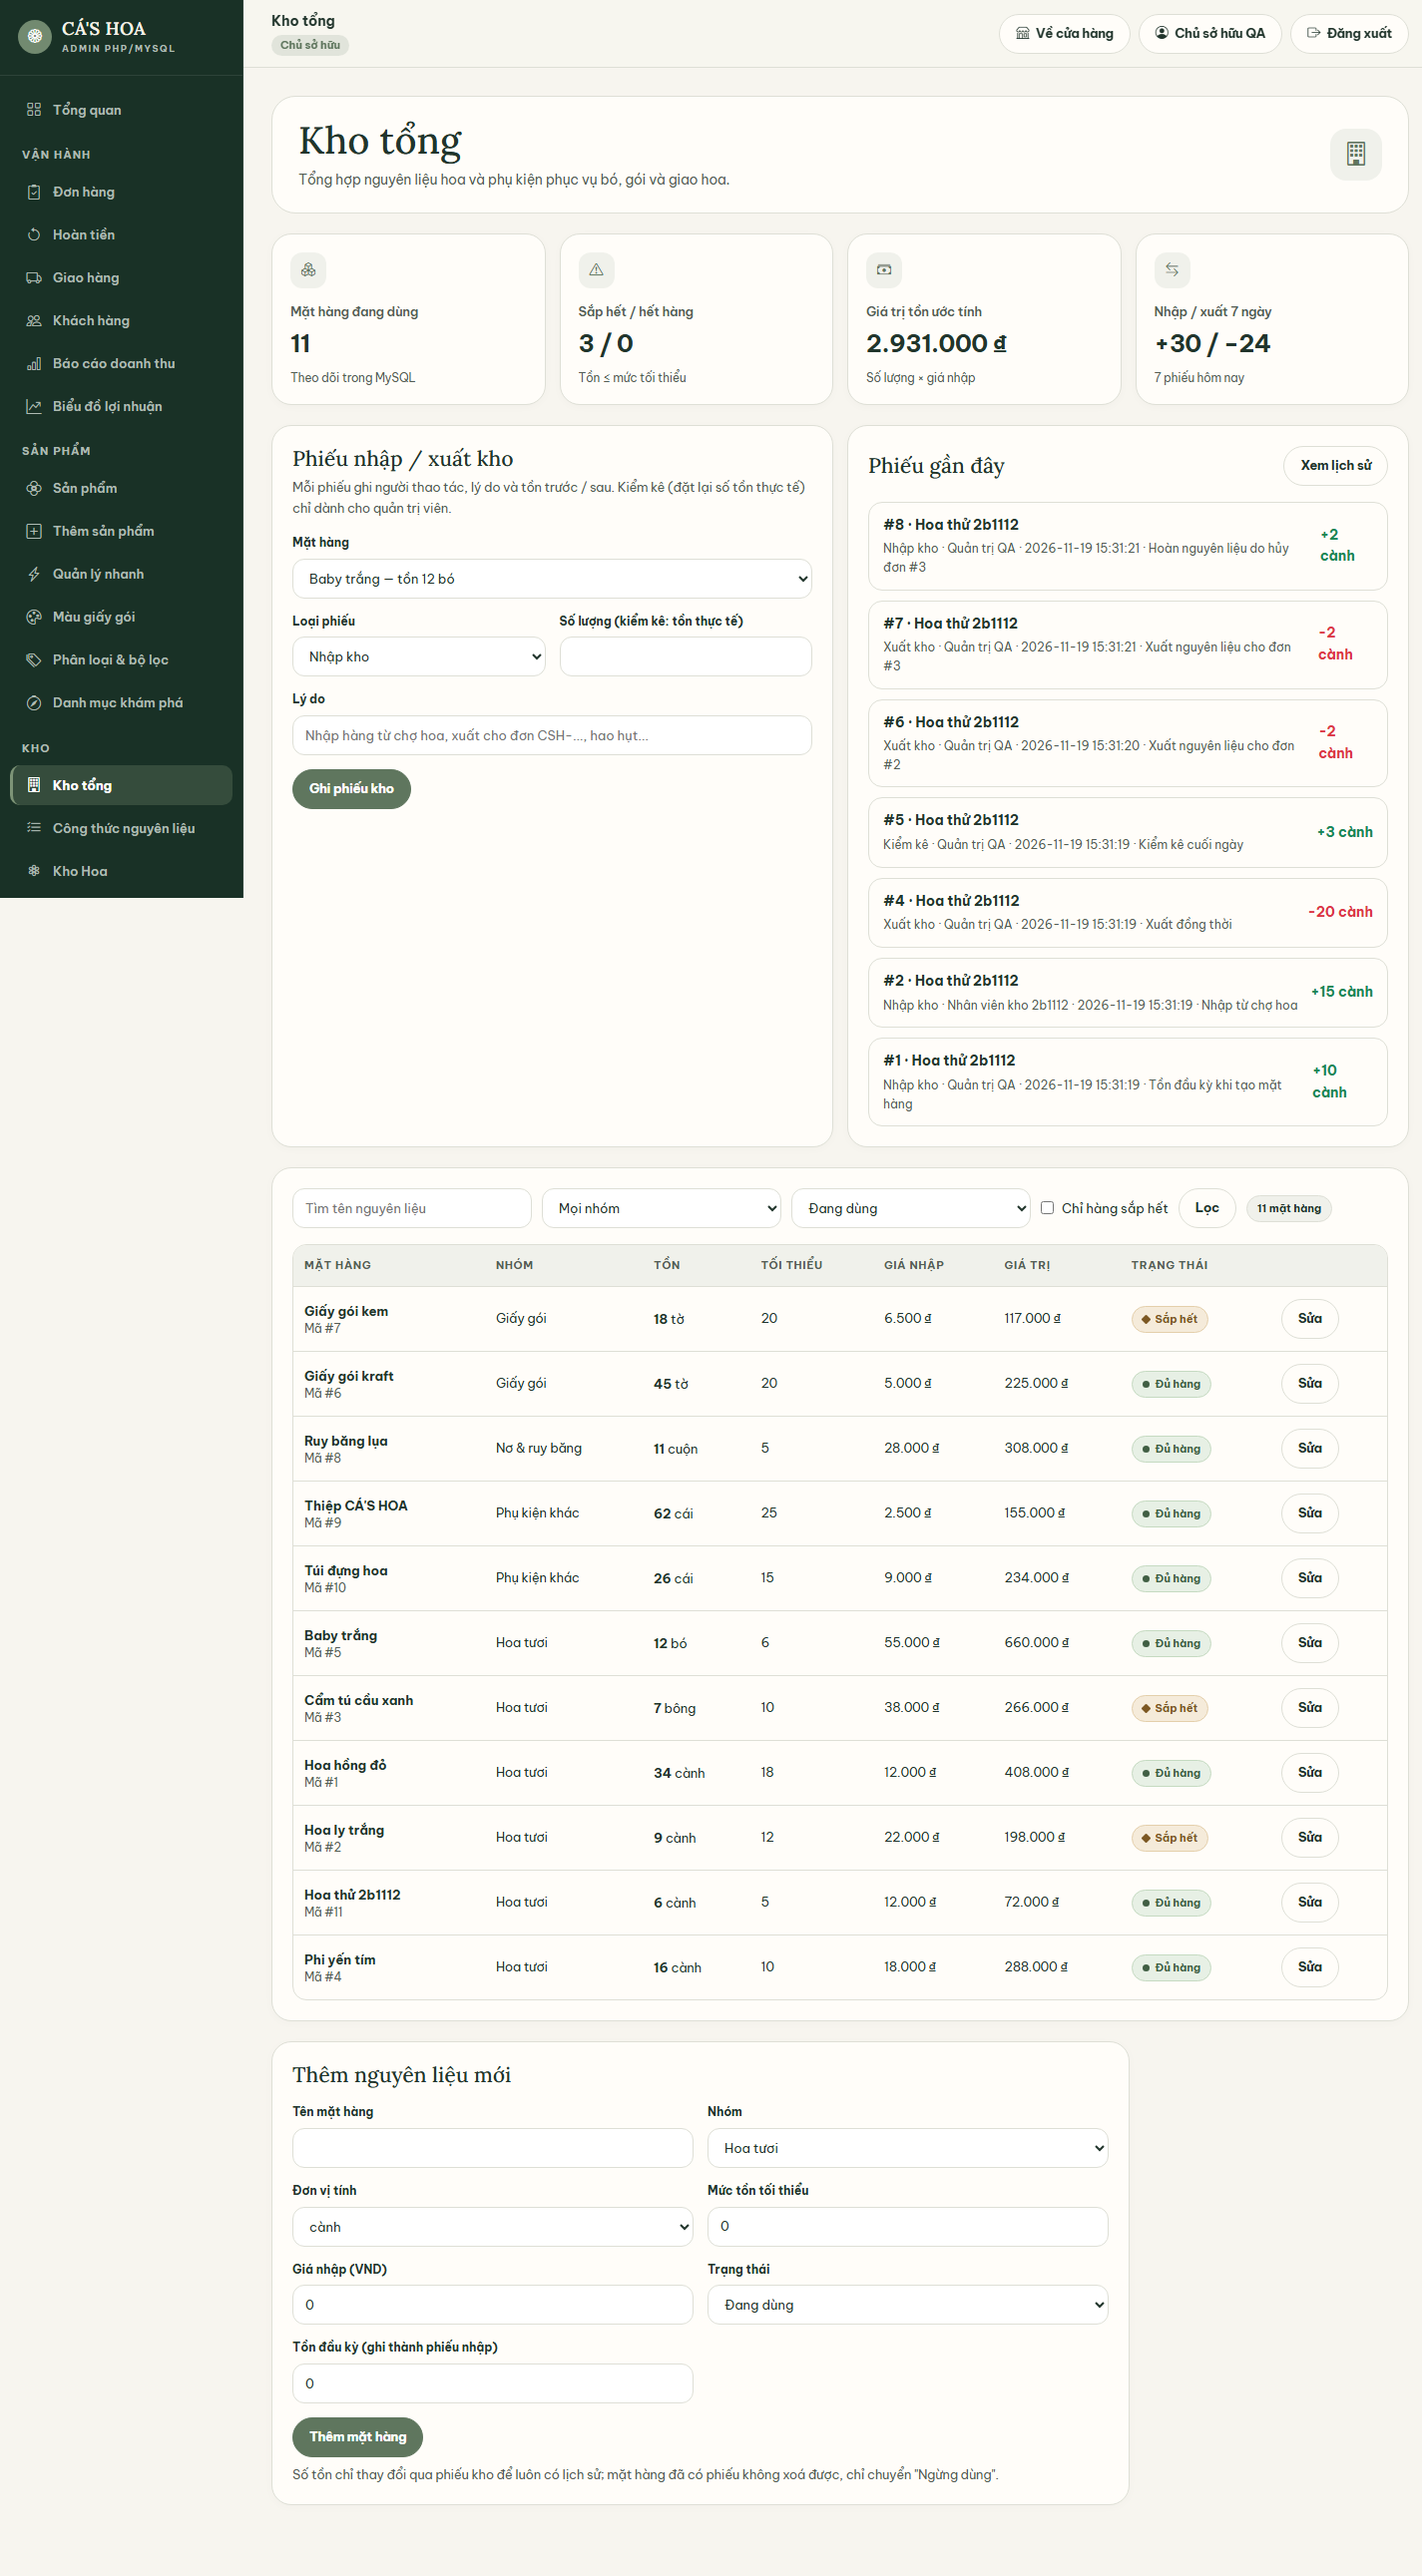 CÁ'S HOA
ADMIN PHP/MYSQL
Tổng quan
VẬN HÀNH
Đơn hàng
Hoàn tiền
Giao hàng
Khách hàng
Báo cáo doanh thu
Biểu đồ lợi nhuận
SẢN PHẨM
Sản phẩm
Thêm sản phẩm
Quản lý nhanh
Màu giấy gói
Phân loại & bộ lọc
Danh mục khám phá
KHO
Kho tổng
Công thức nguyên liệu
Kho Hoa
Kho tổng
Chủ sở hữu
Về cửa hàng
Chủ sở hữu QA
Đăng xuất
Kho tổng
Tổng hợp nguyên liệu hoa và phụ kiện phục vụ bó, gói và giao hoa.
Mặt hàng đang dùng
11
Theo dõi trong MySQL
Sắp hết / hết hàng
3 / 0
Tồn ≤ mức tối thiểu
Giá trị tồn ước tính
2.931.000 ₫
Số lượng × giá nhập
Nhập / xuất 7 ngày
+30 / -24
7 phiếu hôm nay
Phiếu nhập / xuất kho
Mỗi phiếu ghi người thao tác, lý do và tồn trước / sau. Kiểm kê (đặt lại số tồn thực tế)
chỉ dành cho quản trị viên.
Mặt hàng
Baby trắng — tồn 12 bó
Loại phiếu
Số lượng (kiểm kê: tồn thực tế)
Nhập kho
Lý do
Nhập hàng từ chợ hoa, xuất cho đơn CSH-..., hao hụt...
Ghi phiếu kho
Phiếu gần đây
Xem lịch sử
#8 · Hoa thử 2b1112
Nhập kho · Quản trị QA · 2026-11-19 15:31:21 · Hoàn nguyên liệu do hủy
đơn #3
+2
cành
#7 · Hoa thử 2b1112
Xuất kho · Quản trị QA · 2026-11-19 15:31:21 · Xuất nguyên liệu cho đơn
#3
-2
cành
#6 · Hoa thử 2b1112
Xuất kho · Quản trị QA · 2026-11-19 15:31:20 · Xuất nguyên liệu cho đơn
#2
-2
cành
#5 · Hoa thử 2b1112
Kiểm kê · Quản trị QA · 2026-11-19 15:31:19 · Kiểm kê cuối ngày
+3 cành
#4 · Hoa thử 2b1112
Xuất kho · Quản trị QA · 2026-11-19 15:31:19 · Xuất đồng thời
-20 cành
#2 · Hoa thử 2b1112
Nhập kho · Nhân viên kho 2b1112 · 2026-11-19 15:31:19 · Nhập từ chợ hoa
+15 cành
#1 · Hoa thử 2b1112
Nhập kho · Quản trị QA · 2026-11-19 15:31:19 · Tồn đầu kỳ khi tạo mặt
hàng
+10
cành
Tìm tên nguyên liệu
Mọi nhóm
Đang dùng
Chỉ hàng sắp hết
Lọc
11 mặt hàng
MẶT HÀNG NHÓM TỒN TỐI THIỂU GIÁ NHẬP GIÁ TRỊ TRẠNG THÁI
Giấy gói kem
Mã #7
Giấy gói 18 tờ 20 6.500 ₫ 117.000 ₫ Sắp hết Sửa
Giấy gói kraft
Mã #6
Giấy gói 45 tờ 20 5.000 ₫ 225.000 ₫ Đủ hàng Sửa
Ruy băng lụa
Mã #8
Nơ & ruy băng 11 cuộn 5 28.000 ₫ 308.000 ₫ Đủ hàng Sửa
Thiệp CÁ'S HOA
Mã #9
Phụ kiện khác 62 cái 25 2.500 ₫ 155.000 ₫ Đủ hàng Sửa
Túi đựng hoa
Mã #10
Phụ kiện khác 26 cái 15 9.000 ₫ 234.000 ₫ Đủ hàng Sửa
Baby trắng
Mã #5
Hoa tươi 12 bó 6 55.000 ₫ 660.000 ₫ Đủ hàng Sửa
Cẩm tú cầu xanh
Mã #3
Hoa tươi 7 bông 10 38.000 ₫ 266.000 ₫ Sắp hết Sửa
Hoa hồng đỏ
Mã #1
Hoa tươi 34 cành 18 12.000 ₫ 408.000 ₫ Đủ hàng Sửa
Hoa ly trắng
Mã #2
Hoa tươi 9 cành 12 22.000 ₫ 198.000 ₫ Sắp hết Sửa
Hoa thử 2b1112
Mã #11
Hoa tươi 6 cành 5 12.000 ₫ 72.000 ₫ Đủ hàng Sửa
Phi yến tím
Mã #4
Hoa tươi 16 cành 10 18.000 ₫ 288.000 ₫ Đủ hàng Sửa
Thêm nguyên liệu mới
Tên mặt hàng
Nhóm
Hoa tươi
Đơn vị tính
Mức tồn tối thiểu
cành
0
Giá nhập (VND)
Trạng thái
0
Đang dùng
Tồn đầu kỳ (ghi thành phiếu nhập)
0
Thêm mặt hàng
Số tồn chỉ thay đổi qua phiếu kho để luôn có lịch sử; mặt hàng đã có phiếu không xoá được, chỉ chuyển "Ngừng dùng".